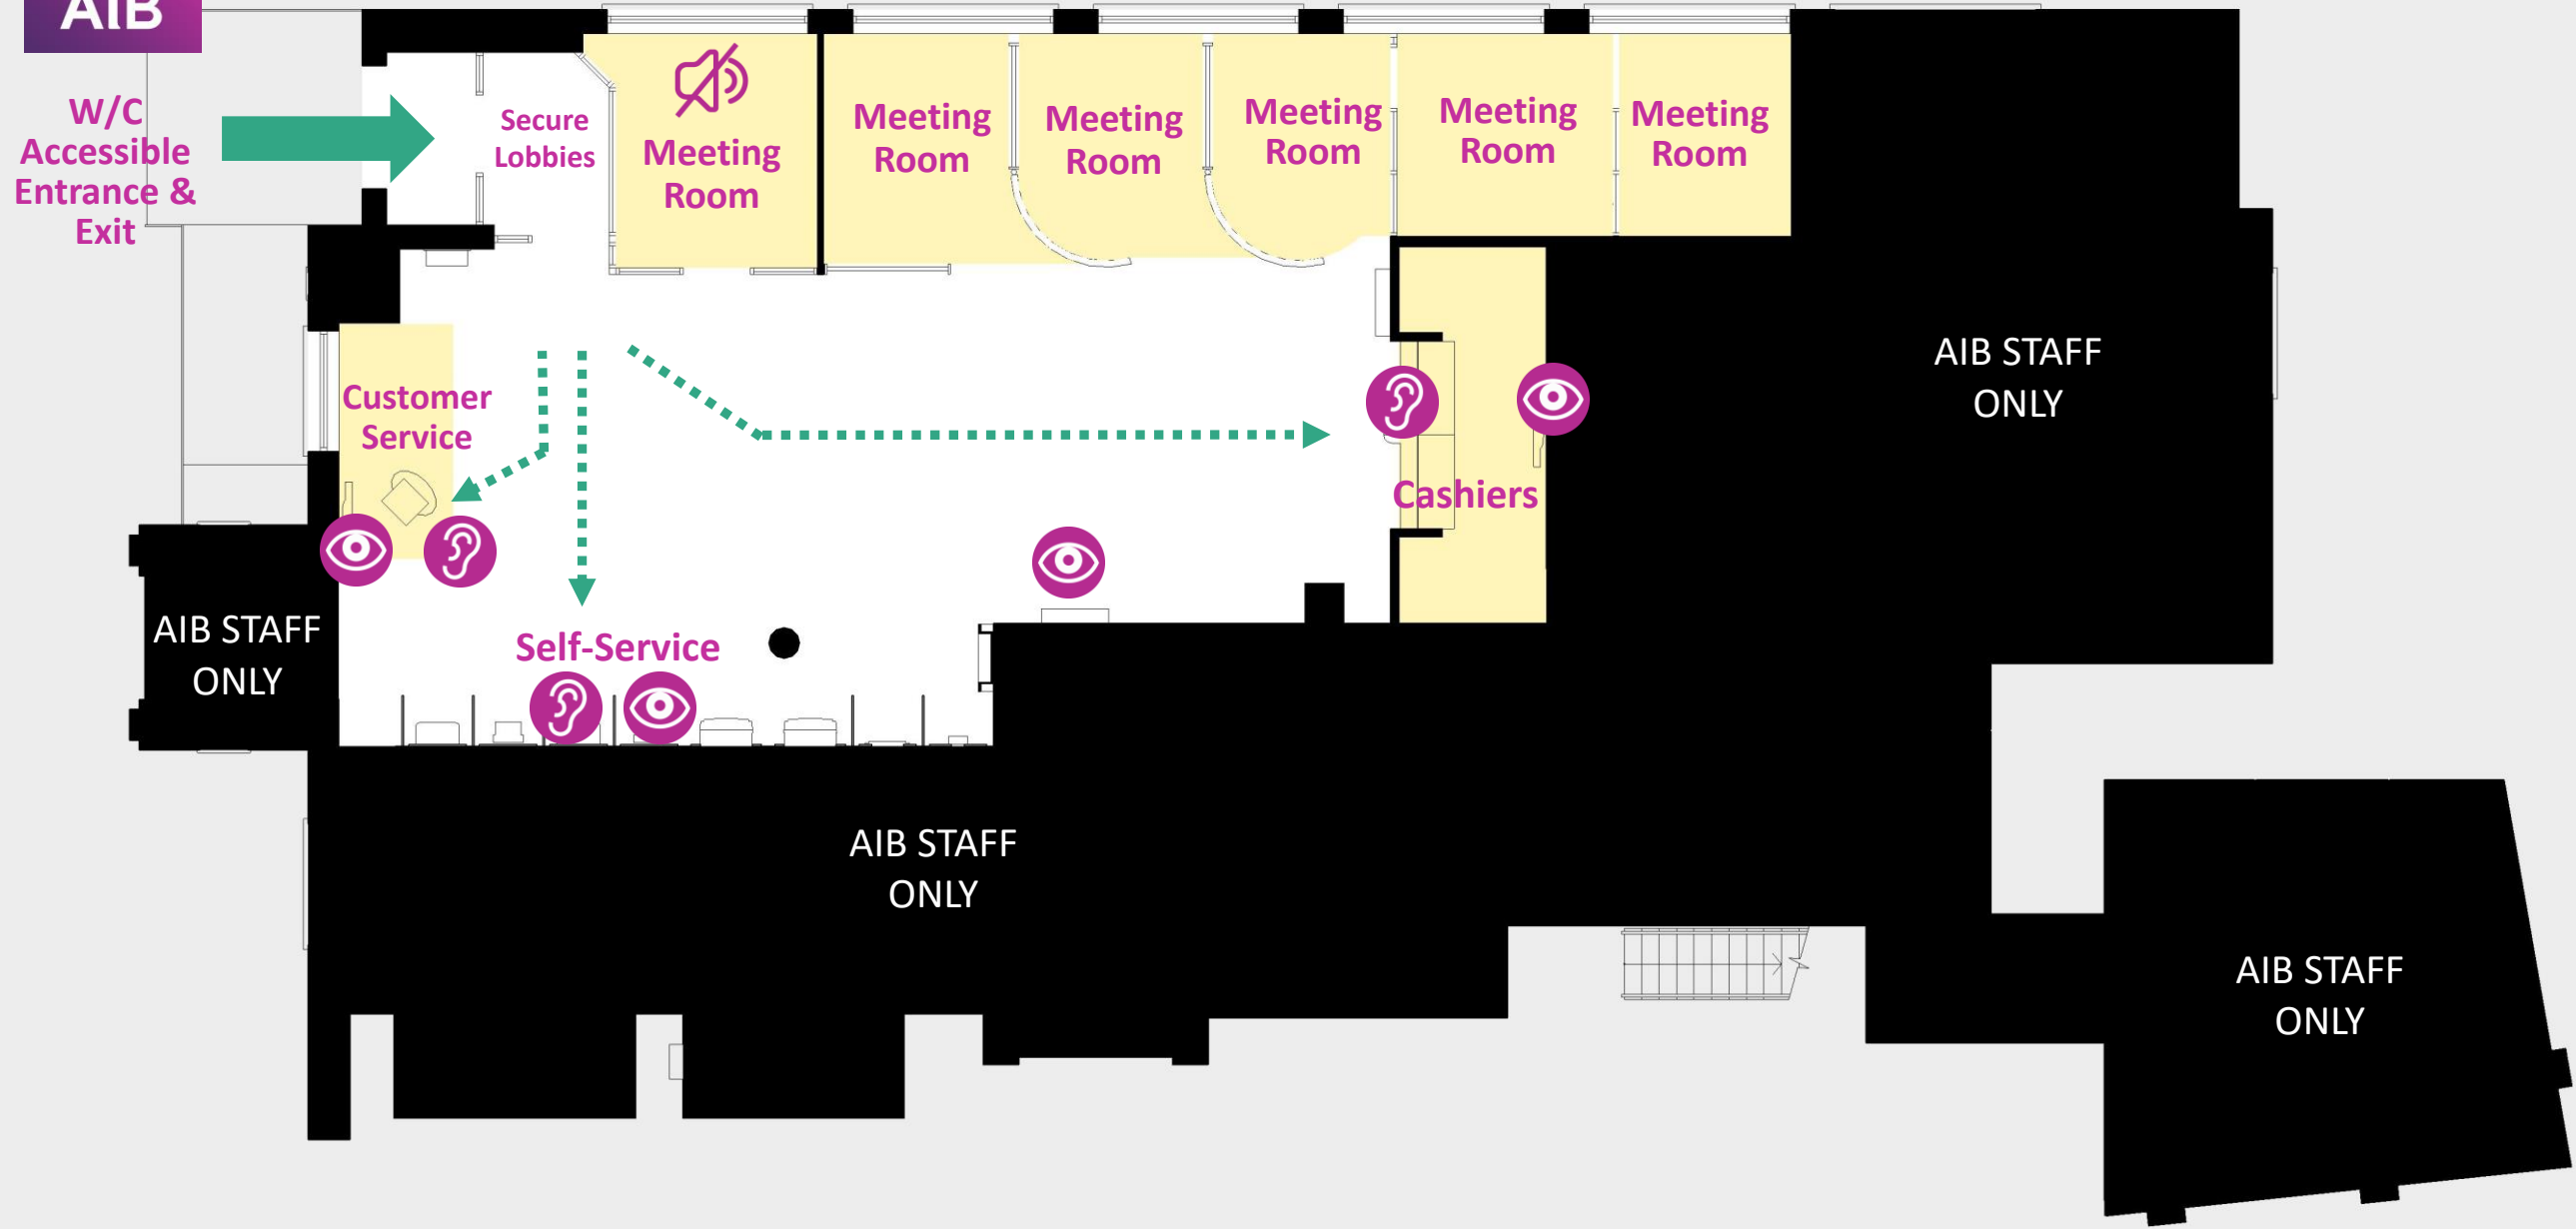 AIB
W/C
Accessible
Entrance &
Exit
Secure
Lobbies
Meeting
Room
Meeting
Room
Meeting
Room
Meeting
Room
Meeting
Room
Meeting
Room
Customer
Service
Cashiers
Self-Service
AIB STAFF
ONLY
AIB STAFF
ONLY
AIB STAFF
ONLY
AIB STAFF
ONLY